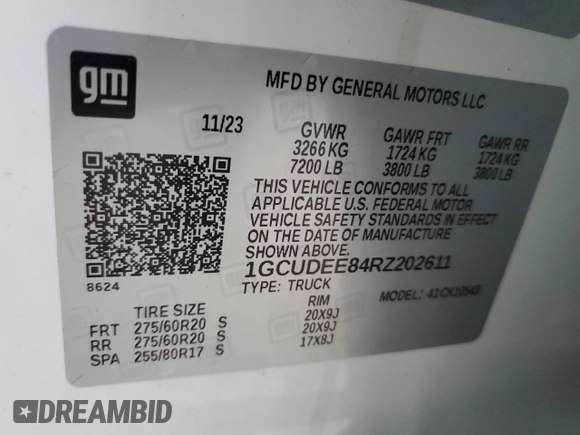 gm
MFD BY GENERAL MOTORS LLC
11/23
GVWR GAWR FRT GAWR RR
3266 KG 1724 KG 1724 KG
7200 LB 3800 LB 3800 LB
THIS VEHICLE CONFORMS TO ALL
APPLICABLE U.S. FEDERAL MOTOR
VEHICLE SAFETY STANDARDS IN EFFECT
ON THE DATE OF MANUFACTURE
SHOWN ABOVE.
1GCUDEE84RZ202611
8624
TYPE: TRUCK MODEL:
TIRE SIZE RIM
FRT 275/60R20 S 20X9J
RR 275/60R20 S 20X9J
SPA 255/80R17 S 17X8J
DREAMBID